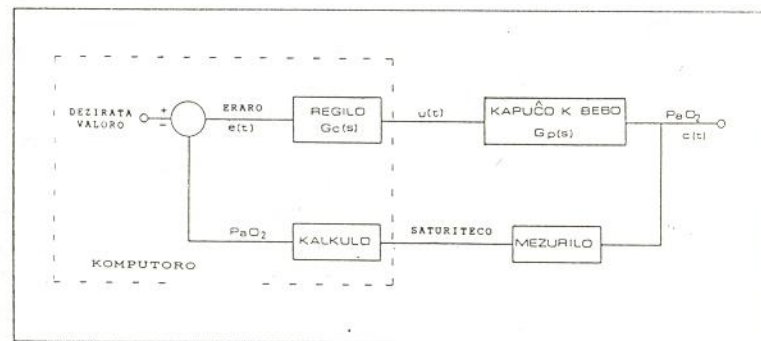 DEZIRATA
VALORO
+
−
ERARO
e(t)
REGILO
Gc(s)
u(t)
KAPUĈO K BEBO
Gp(s)
PaO2
c(t)
PaO2
KALKULO
SATURITECO
MEZURILO
KOMPUTORO